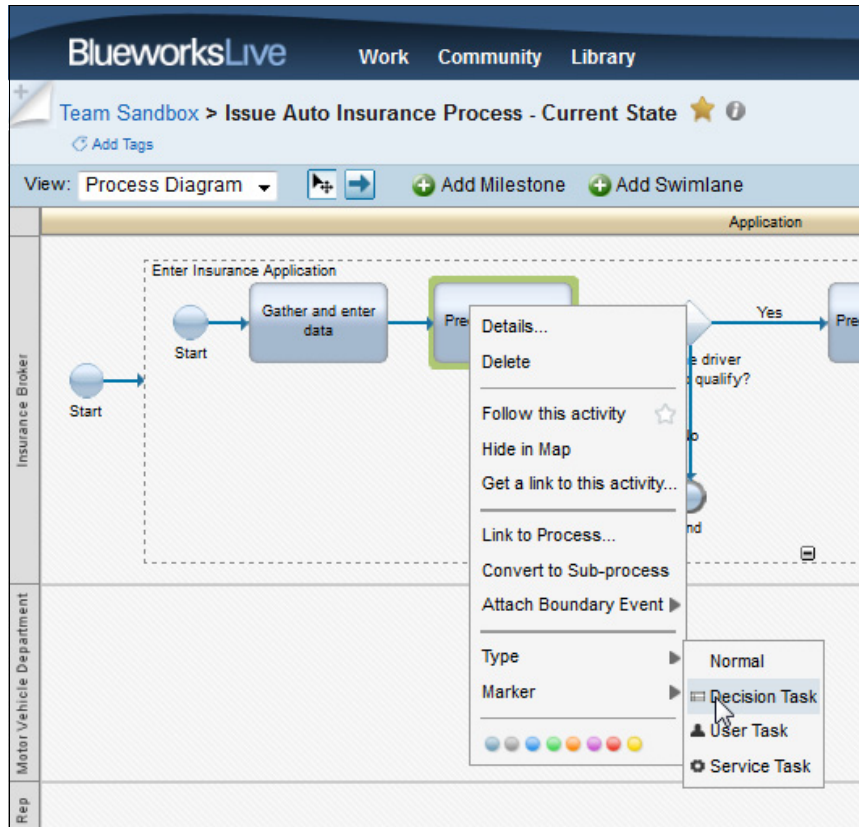 BlueworksLive
Work Community Library
Team Sandbox > Issue Auto Insurance Process - Current State
Add Tags
View: Process Diagram
Add Milestone Add Swimlane
Application
Insurance Broker
Enter Insurance Application
Start
Gather and enter
data
Start
Yes
driver
qualify?
Details...
Delete
Follow this activity
Hide in Map
Get a link to this activity...
Link to Process...
Convert to Sub-process
Attach Boundary Event
Type
Marker
Normal
Decision Task
User Task
Service Task
Motor Vehicle Department
Rep